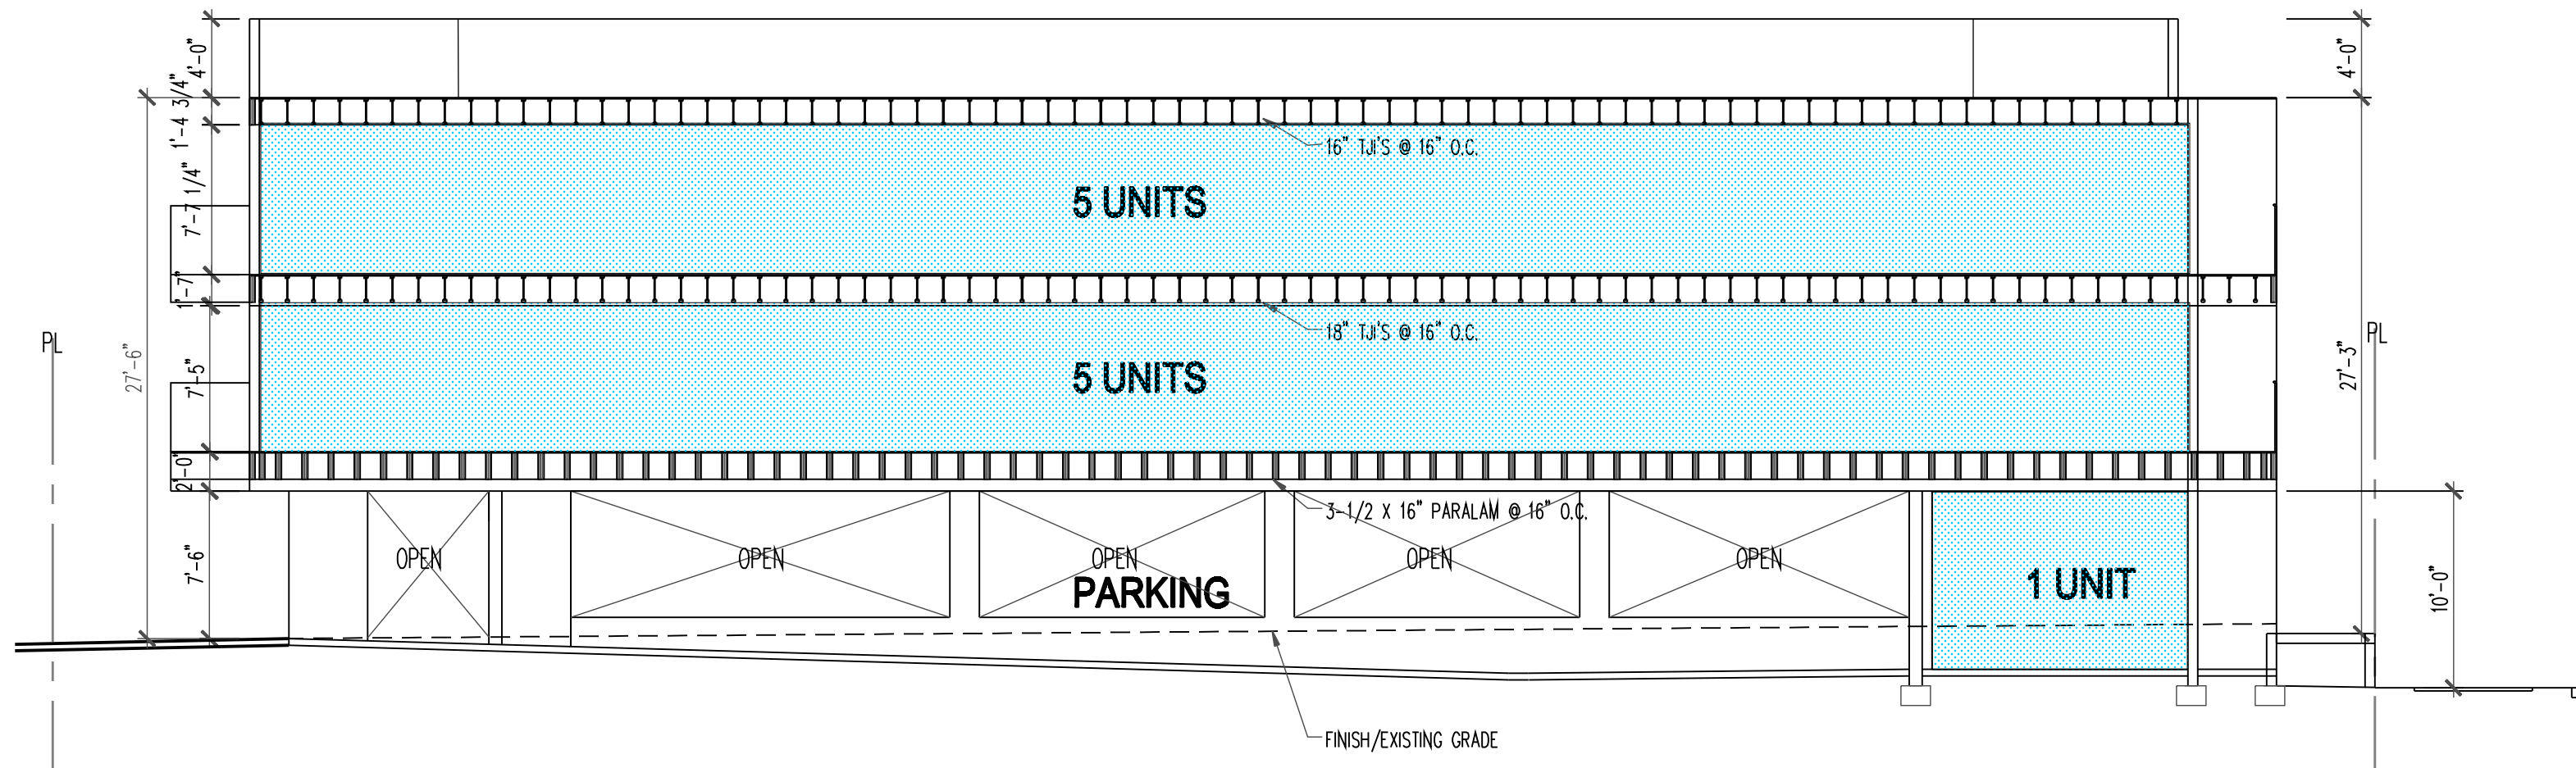 4'-0"
4'-0"
1'-4 3/4"
16" TJI'S @ 16" O.C.
7'-7 1/4"
5 UNITS
1'-7"
18" TJI'S @ 16" O.C.
PL
PL
27'-6"
27'-3"
7'-5"
5 UNITS
2'-0"
3-1/2 X 16" PARALAM @ 16" O.C.
7'-6"
OPEN
OPEN
OPEN
OPEN
OPEN
PARKING
1 UNIT
10'-0"
FINISH/EXISTING GRADE